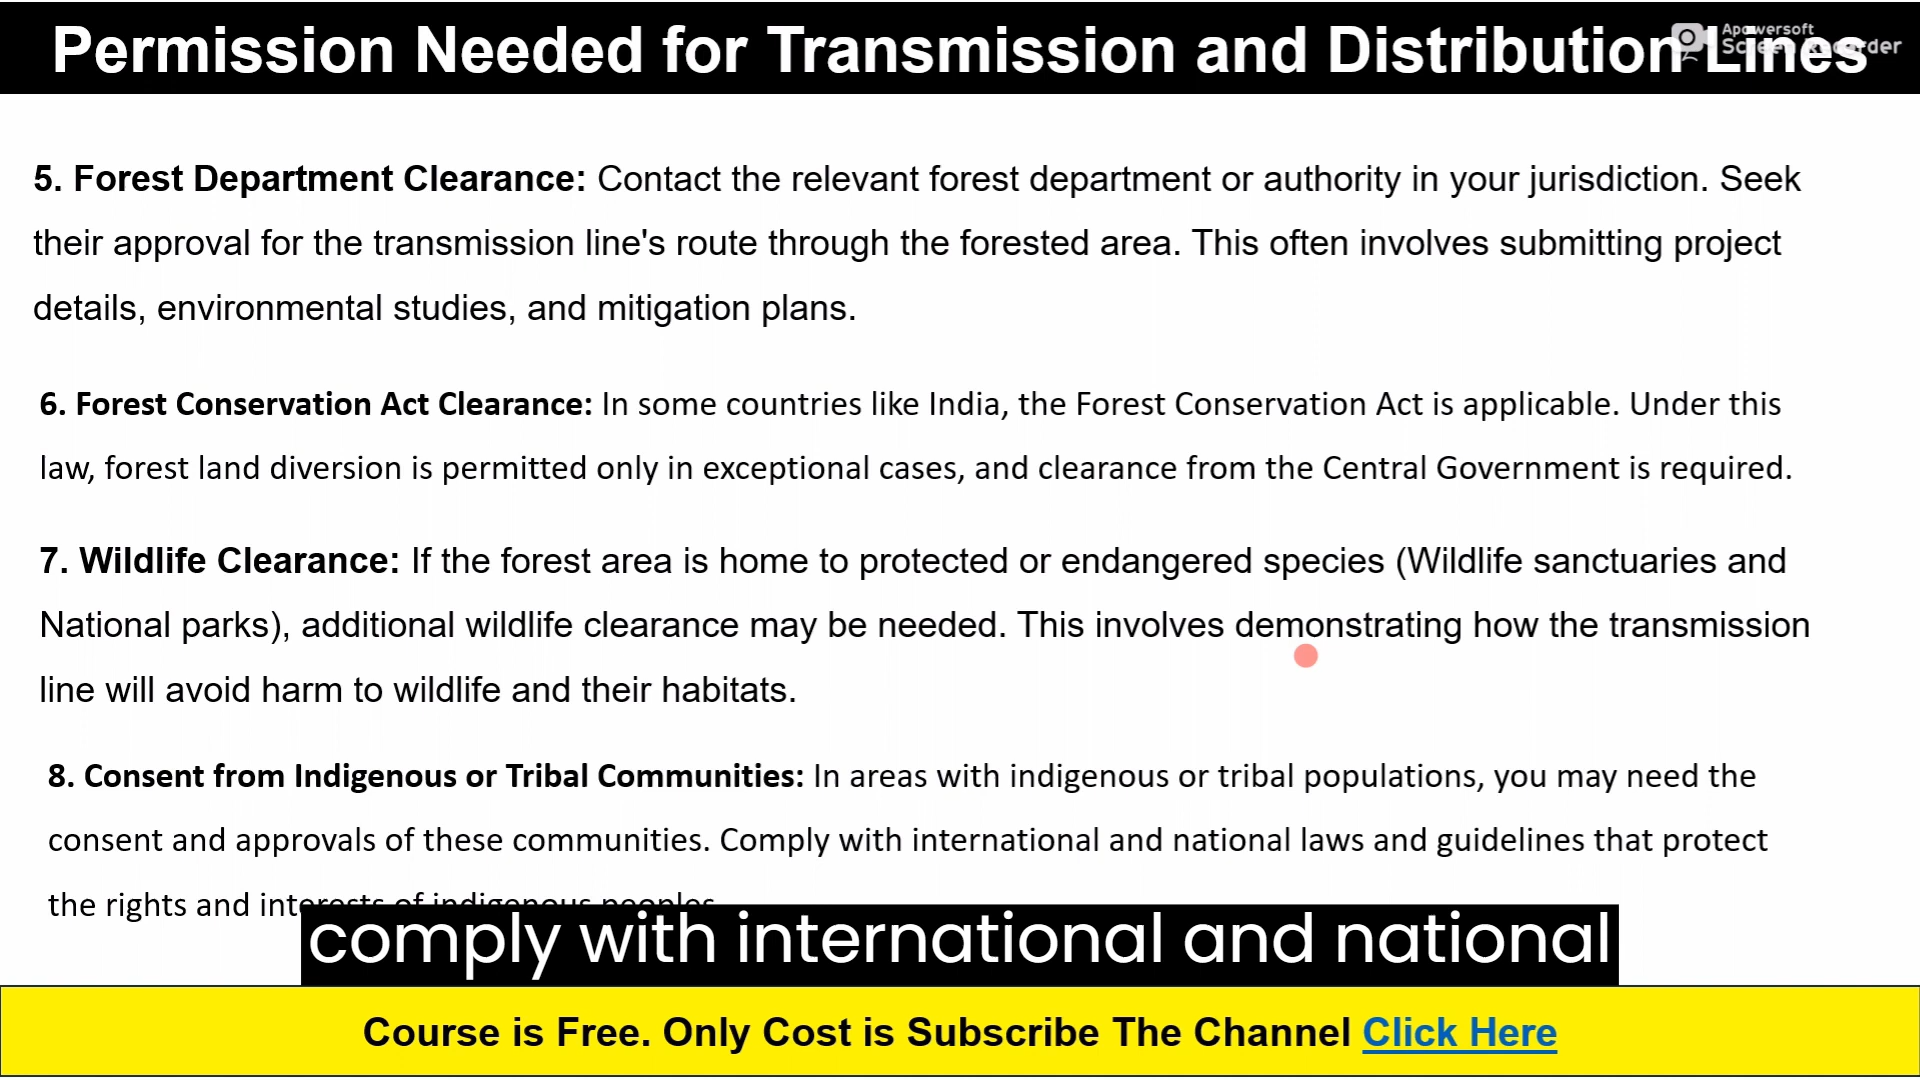 Permission Needed for Transmission and Distribution Lines
Apowersoft
Screen Recorder
5. Forest Department Clearance: Contact the relevant forest department or authority in your jurisdiction. Seek
their approval for the transmission line's route through the forested area. This often involves submitting project
details, environmental studies, and mitigation plans.
6. Forest Conservation Act Clearance: In some countries like India, the Forest Conservation Act is applicable. Under this
law, forest land diversion is permitted only in exceptional cases, and clearance from the Central Government is required.
7. Wildlife Clearance: If the forest area is home to protected or endangered species (Wildlife sanctuaries and
National parks), additional wildlife clearance may be needed. This involves demonstrating how the transmission
line will avoid harm to wildlife and their habitats.
8. Consent from Indigenous or Tribal Communities: In areas with indigenous or tribal populations, you may need the
consent and approvals of these communities. Comply with international and national laws and guidelines that protect
the rights and interests of indigenous peoples.
comply with international and national
Course is Free. Only Cost is Subscribe The Channel Click Here